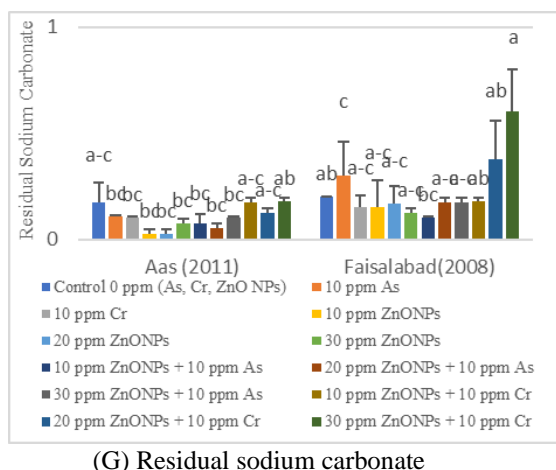 1
a
c
ab
a-c
a-c
a-c
a-c
ab
a-c a-c ab
ab
bc bc
bc bc
bc bc bc bc
a-c a-c
bc bc
0
Residual Sodium Carbonate
Aas (2011) Faisalabad(2008)
Control 0 ppm (As, Cr, ZnO NPs) 10 ppm As
10 ppm Cr 10 ppm ZnONPs
20 ppm ZnONPs 30 ppm ZnONPs
10 ppm ZnONPs + 10 ppm As 20 ppm ZnONPs + 10 ppm As
30 ppm ZnONPs + 10 ppm As 10 ppm ZnONPs + 10 ppm Cr
20 ppm ZnONPs + 10 ppm Cr 30 ppm ZnONPs + 10 ppm Cr
(G) Residual sodium carbonate